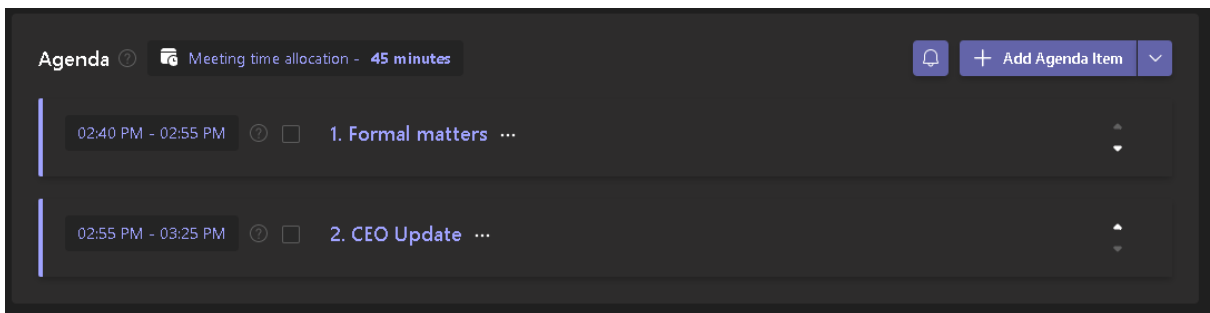 Agenda ? Meeting time allocation - 45 minutes + Add Agenda Item
02:40 PM - 02:55 PM ? 1. Formal matters ...
02:55 PM - 03:25 PM ? 2. CEO Update ...